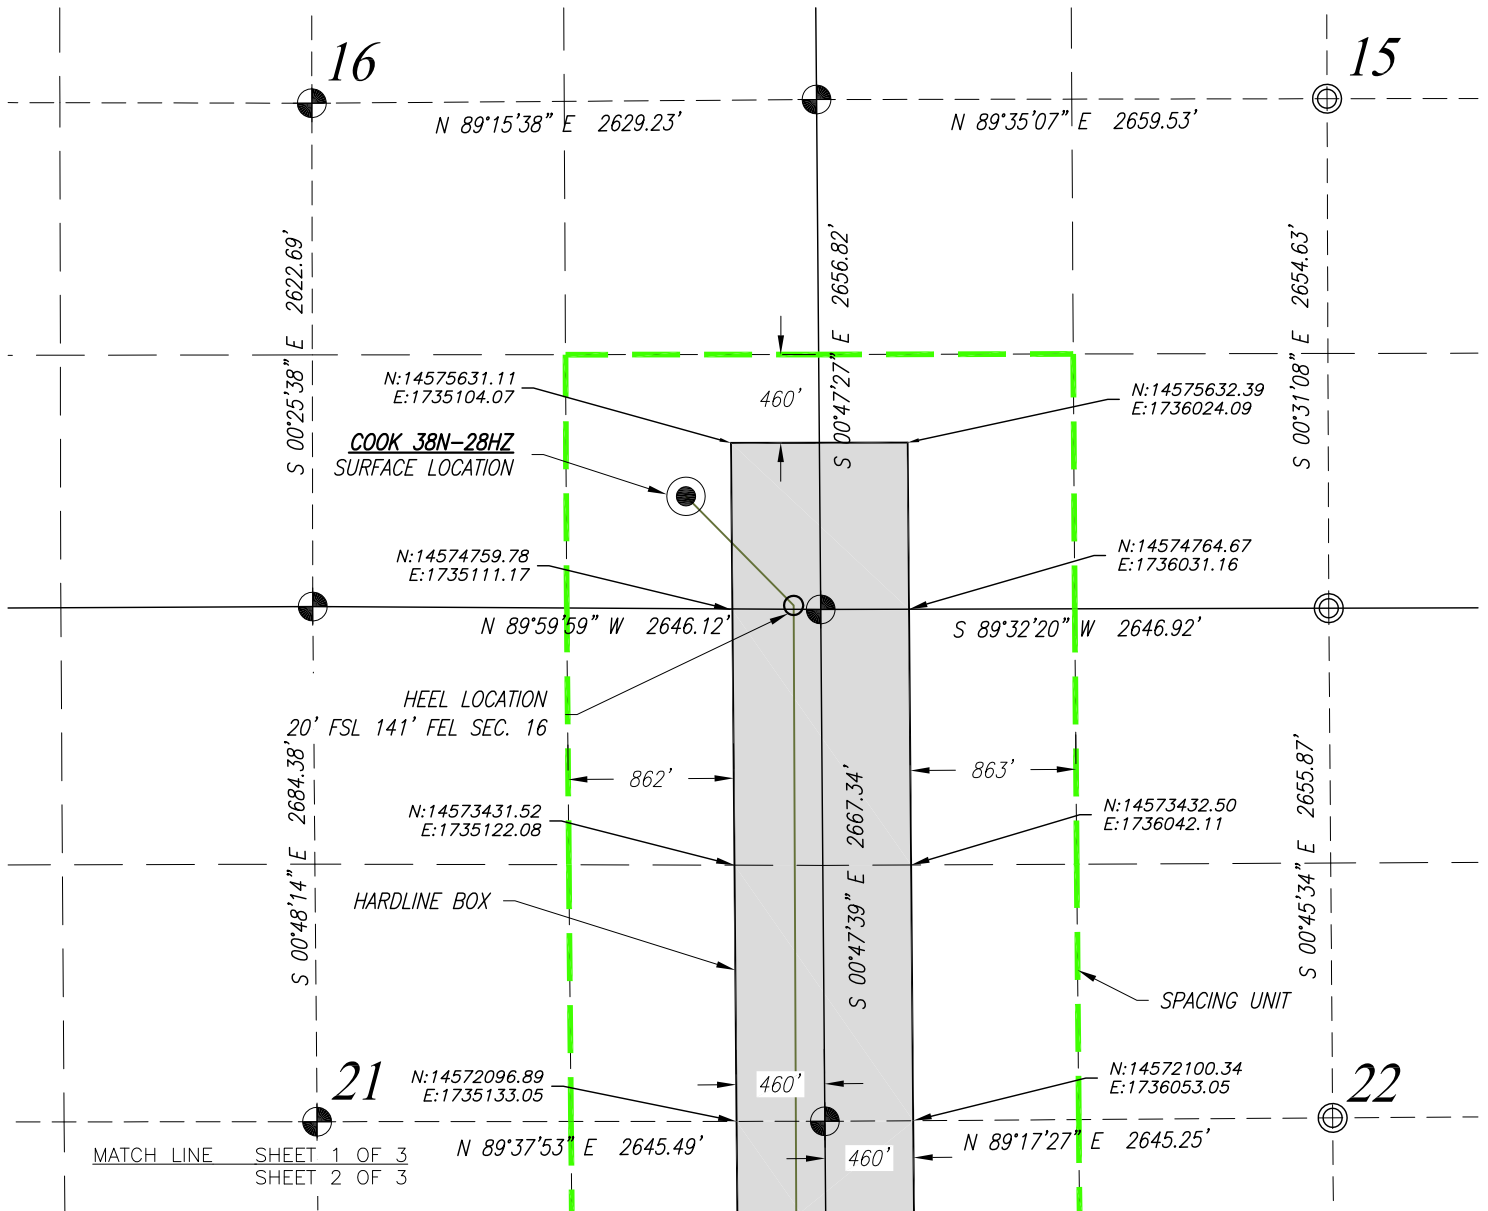 16
15
N 89°15'38" E 2629.23'
N 89°35'07" E 2659.53'
S 00°25'38" E 2622.69'
S 00°47'27" E 2656.82'
S 00°31'08" E 2654.63'
N:14575631.11
E:1735104.07
460'
N:14575632.39
E:1736024.09
COOK 38N-28HZ
SURFACE LOCATION
N:14574759.78
E:1735111.17
N:14574764.67
E:1736031.16
N 89°59'59" W 2646.12'
S 89°32'20" W 2646.92'
HEEL LOCATION
20' FSL 141' FEL SEC. 16
S 00°48'14" E 2684.38'
862'
S 00°47'39" E 2667.34'
863'
S 00°45'34" E 2655.87'
N:14573431.52
E:1735122.08
N:14573432.50
E:1736042.11
HARDLINE BOX
SPACING UNIT
21
N:14572096.89
E:1735133.05
460'
N:14572100.34
E:1736053.05
22
N 89°37'53" E 2645.49'
460'
N 89°17'27" E 2645.25'
MATCH LINE SHEET 1 OF 3
SHEET 2 OF 3